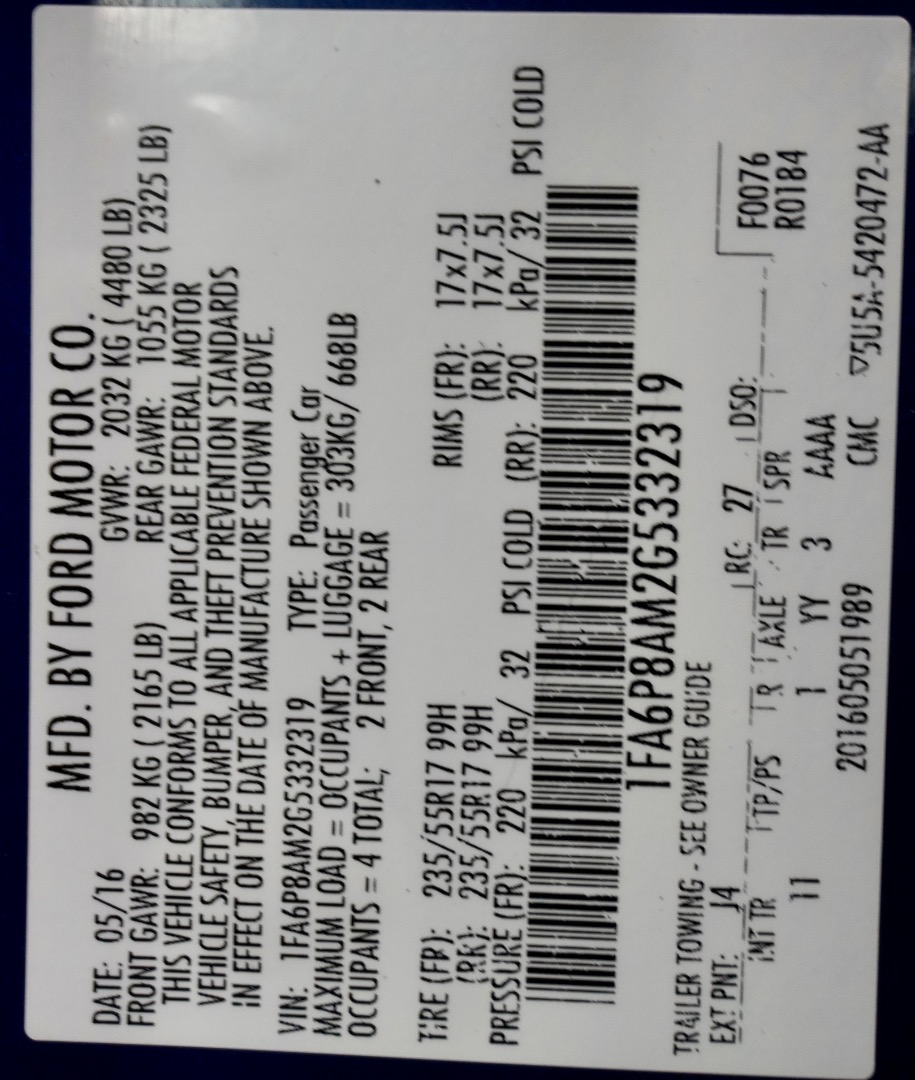 MFD. BY FORD MOTOR CO.
DATE: 05/16 GVWR: 2032 KG ( 4480 LB)
FRONT GAWR: 982 KG ( 2165 LB) REAR GAWR: 1055 KG ( 2325 LB)
THIS VEHICLE CONFORMS TO ALL APPLICABLE FEDERAL MOTOR
VEHICLE SAFETY, BUMPER, AND THEFT PREVENTION STANDARDS
IN EFFECT ON THE DATE OF MANUFACTURE SHOWN ABOVE.
VIN: 1FA6P8AM2G5332319 TYPE: Passenger Car
MAXIMUM LOAD = OCCUPANTS + LUGGAGE = 303KG/ 668LB
OCCUPANTS = 4 TOTAL; 2 FRONT, 2 REAR
TIRE (FR): 235/55R17 99H RIMS (FR): 17x7.5J
(RR): 235/55R17 99H (RR): 17x7.5J
PRESSURE (FR): 220 kPa/ 32 PSI COLD (RR): 220 kPa/ 32 PSI COLD
1FA6P8AM2G5332319
TRAILER TOWING - SEE OWNER GUIDE
EXT PNT: J4 RC: 27 DSO: F0076
INT TR TP/PS R AXLE TR SPR R0184
11 1 YY 3 AAAA
201605051989 CMC ▽5U5A-5420472-AA